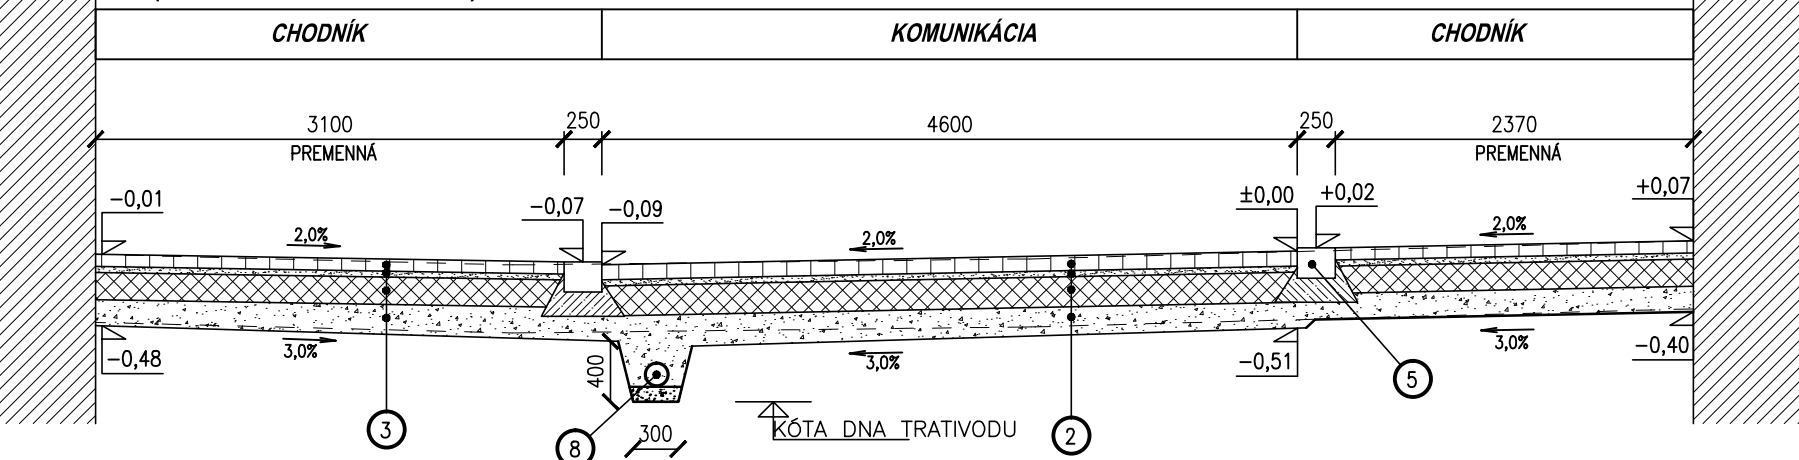 CHODNÍK KOMUNIKÁCIA CHODNÍK
3100 250 4600 250 2370
PREMENNÁ PREMENNÁ
-0,01 -0,07 -0,09 ±0,00 +0,02 +0,07
2,0% 2,0% 2,0%
-0,48 3,0% 400 3,0% -0,51 3,0% -0,40
5
3 8 300 KÓTA DNA TRATIVODU 2